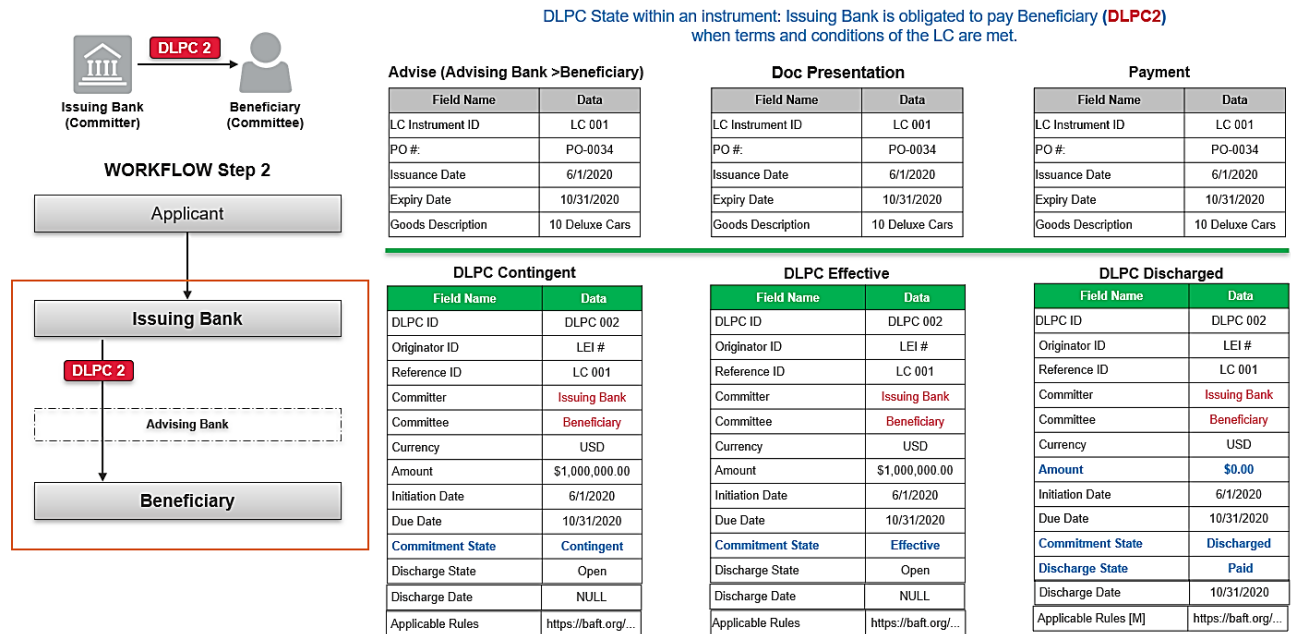 DLPC State within an instrument: Issuing Bank is obligated to pay Beneficiary (DLPC2)
when terms and conditions of the LC are met.
DLPC 2
Issuing Bank
(Committer)
Beneficiary
(Committee)
WORKFLOW Step 2
Applicant
Issuing Bank
DLPC 2
Advising Bank
Beneficiary
Advise (Advising Bank >Beneficiary)
Field Name Data
LC Instrument ID LC 001
PO #: PO-0034
Issuance Date 6/1/2020
Expiry Date 10/31/2020
Goods Description 10 Deluxe Cars
Doc Presentation
Field Name Data
LC Instrument ID LC 001
PO #: PO-0034
Issuance Date 6/1/2020
Expiry Date 10/31/2020
Goods Description 10 Deluxe Cars
Payment
Field Name Data
LC Instrument ID LC 001
PO #: PO-0034
Issuance Date 6/1/2020
Expiry Date 10/31/2020
Goods Description 10 Deluxe Cars
DLPC Contingent
Field Name Data
DLPC ID DLPC 002
Originator ID LEI #
Reference ID LC 001
Committer Issuing Bank
Committee Beneficiary
Currency USD
Amount $1,000,000.00
Initiation Date 6/1/2020
Due Date 10/31/2020
Commitment State Contingent
Discharge State Open
Discharge Date NULL
Applicable Rules https://baft.org/...
DLPC Effective
Field Name Data
DLPC ID DLPC 002
Originator ID LEI #
Reference ID LC 001
Committer Issuing Bank
Committee Beneficiary
Currency USD
Amount $1,000,000.00
Initiation Date 6/1/2020
Due Date 10/31/2020
Commitment State Effective
Discharge State Open
Discharge Date NULL
Applicable Rules https://baft.org/...
DLPC Discharged
Field Name Data
DLPC ID DLPC 002
Originator ID LEI #
Reference ID LC 001
Committer Issuing Bank
Committee Beneficiary
Currency USD
Amount $0.00
Initiation Date 6/1/2020
Due Date 10/31/2020
Commitment State Discharged
Discharge State Paid
Discharge Date 10/31/2020
Applicable Rules [M] https://baft.org/...